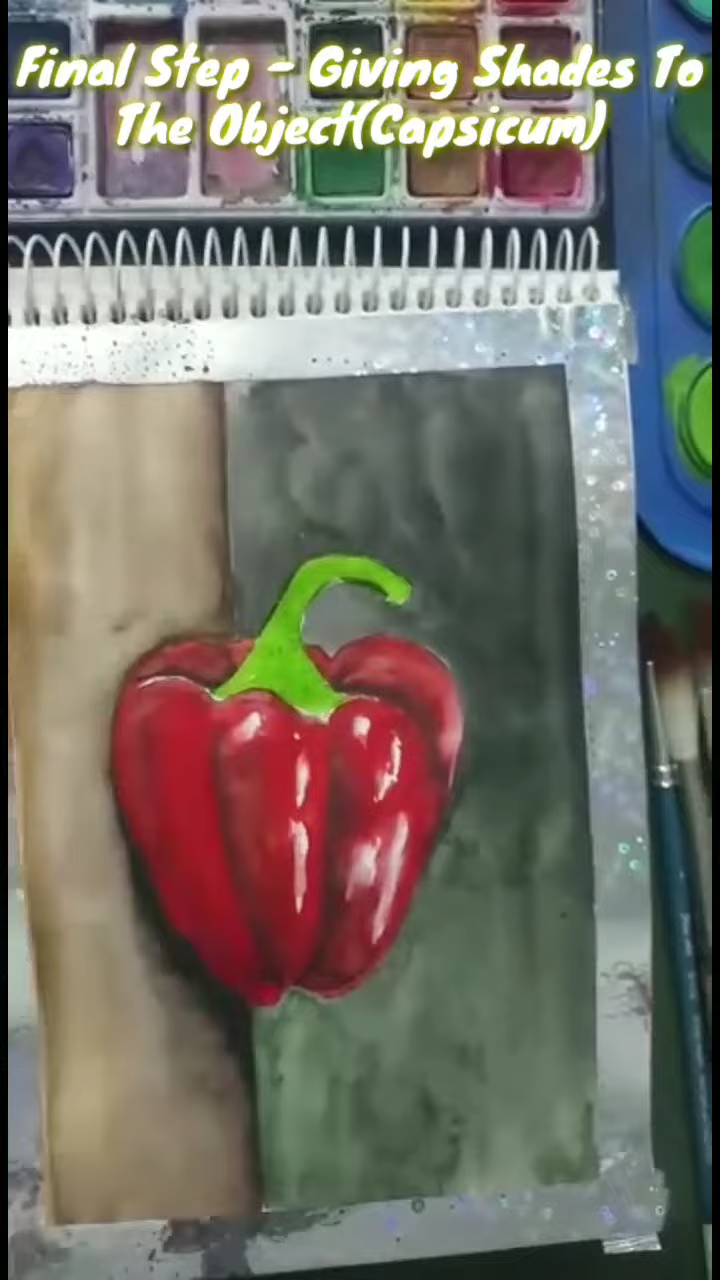 Final Step - Giving Shades To
The Object(Capsicum)